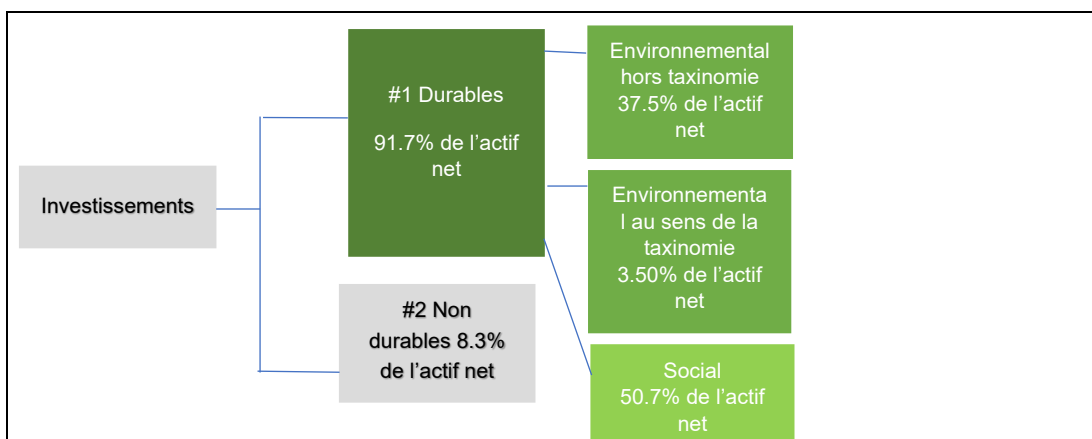 Investissements
#1 Durables
91.7% de l’actif
net
#2 Non
durables 8.3%
de l’actif net
Environnemental
hors taxinomie
37.5% de l’actif
net
Environnementa
l au sens de la
taxinomie
3.50% de l’actif
net
Social
50.7% de l’actif
net